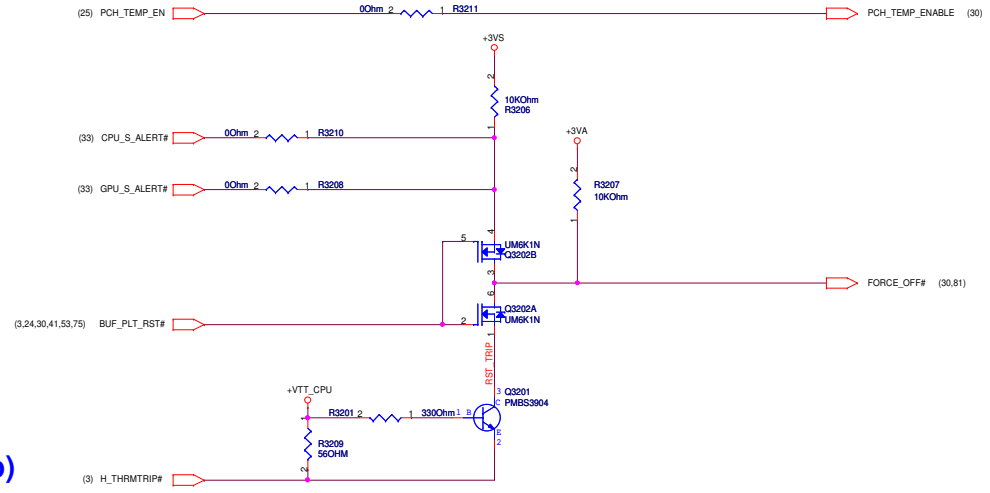 (25) PCH_TEMP_EN 0Ohm 2 1 R3211 PCH_TEMP_ENABLE (30)
+3VS
2
10KOhm
R3206
1
+3VA
(33) CPU_S_ALERT# 0Ohm 2 1 R3210
2
R3207
10KOhm
1
(33) GPU_S_ALERT# 0Ohm 2 1 R3208
4
5 UM6K1N
Q3202B
3
FORCE_OFF# (30,81)
6
Q3202A
(3,24,30,41,53,75) BUF_PLT_RST# 2 UM6K1N
1
RST_TRIP
+VTT_CPU
3 Q3201
C PMBS3904
1 R3201 2 1 330Ohm 1 B
E
2
R3209
56OHM
2
o)
(3) H_THRMTRIP#